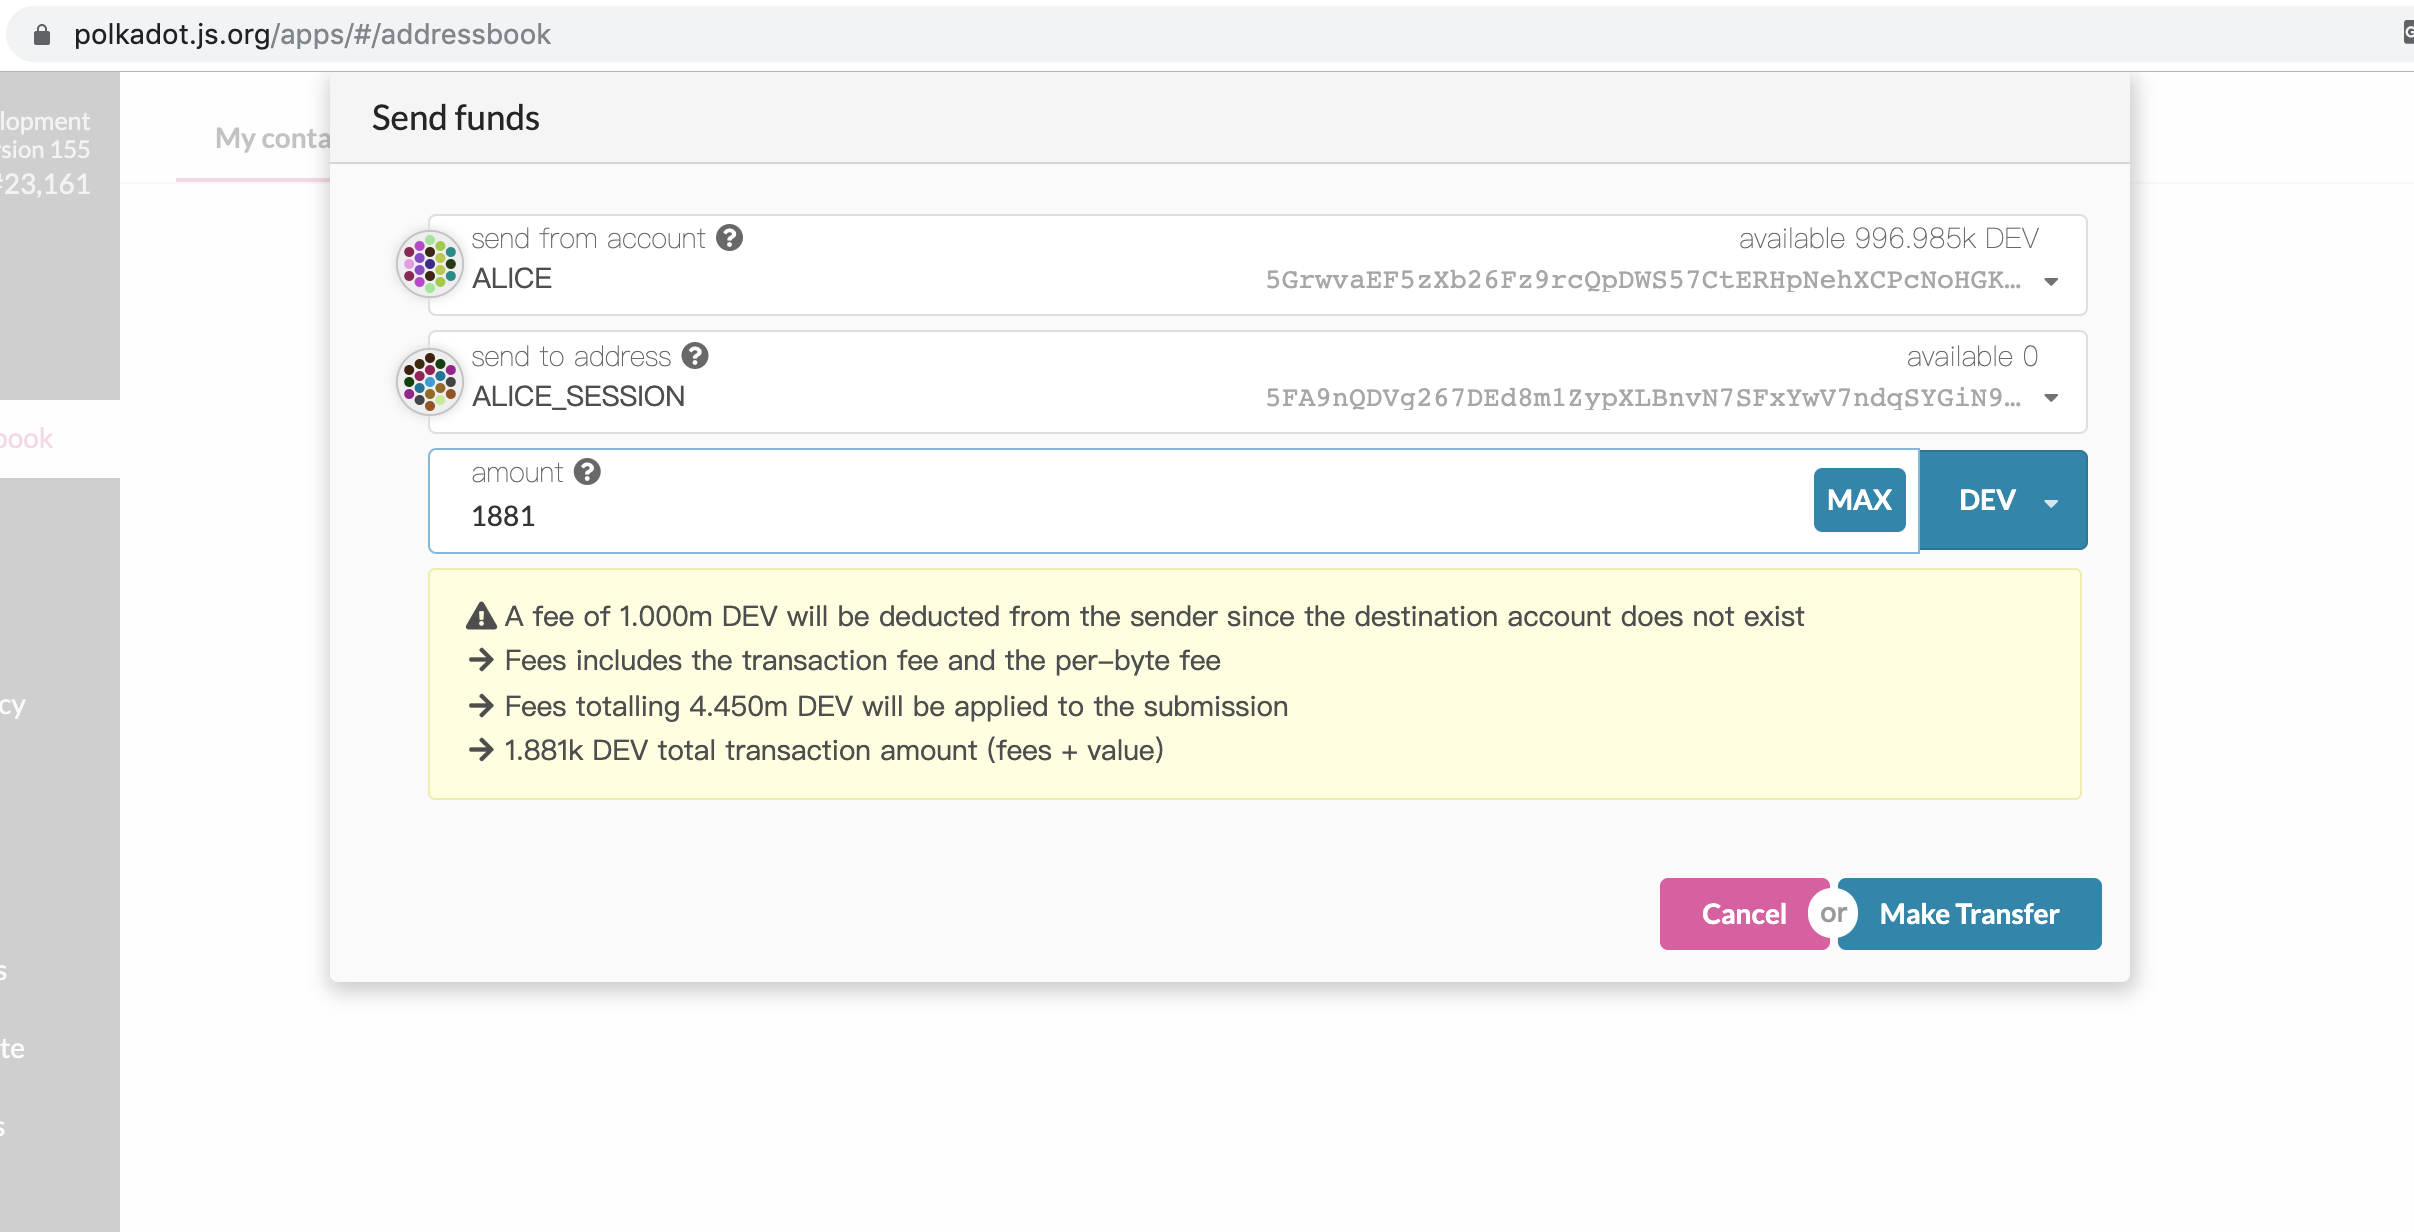 polkadot.js.org/apps/#/addressbook
lopment
sion 155
#23,161
My conta
Send funds
send from account ?
available 996.985k DEV
ALICE
5GrwvaEF5zXb26Fz9rcQpDWS57CtERHpNehXCPcNoHGK…
send to address ?
available 0
ALICE_SESSION
5FA9nQDVg267DEd8m1ZypXLBnvN7SFxYwV7ndqSYGiN9…
book
amount ?
1881
MAX
DEV
A fee of 1.000m DEV will be deducted from the sender since the destination account does not exist
Fees includes the transaction fee and the per-byte fee
Fees totalling 4.450m DEV will be applied to the submission
1.881k DEV total transaction amount (fees + value)
cy
Cancel or Make Transfer
s
te
s